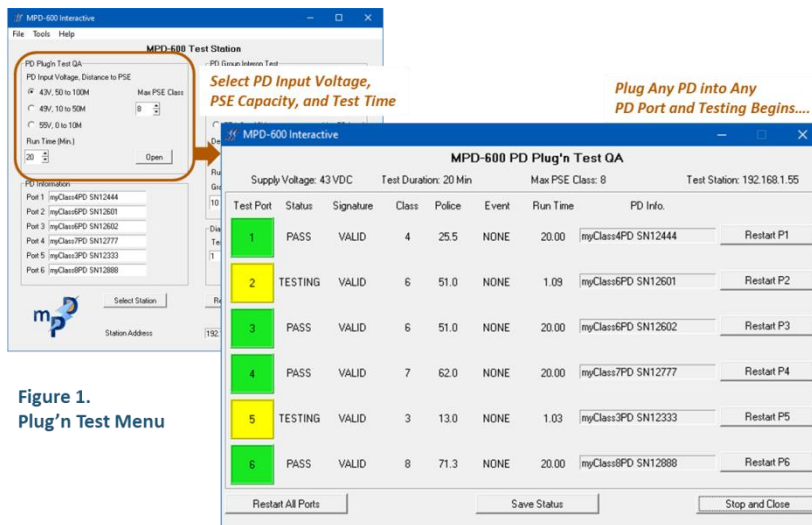 MPD-600 Interactive
File Tools Help
MPD-600 Test Station
PD Plug'n Test QA
PD Group Interop Test
PD Input Voltage, Distance to PSE
43V, 50 to 100M
Max PSE Class
49V, 10 to 50M
8
55V, 0 to 10M
Run Time (Min.)
20
Open
PD Information
Port 1 myClass4PD SN12444
Port 2 myClass6PD SN12601
Port 3 myClass6PD SN12602
Port 4 myClass7PD SN12777
Port 5 myClass3PD SN12333
Port 6 myClass8PD SN12888
10
1
mP
Select Station
Station Address
192.
Select PD Input Voltage,
PSE Capacity, and Test Time
Plug Any PD into Any
PD Port and Testing Begins....
MPD-600 Interactive
MPD-600 PD Plug'n Test QA
Supply Voltage: 43 VDC Test Duration: 20 Min Max PSE Class: 8 Test Station: 192.168.1.55
Test Port Status Signature Class Police Event Run Time PD Info.
1 PASS VALID 4 25.5 NONE 20.00 myClass4PD SN12444 Restart P1
2 TESTING VALID 6 51.0 NONE 1.09 myClass6PD SN12601 Restart P2
3 PASS VALID 6 51.0 NONE 20.00 myClass6PD SN12602 Restart P3
4 PASS VALID 7 62.0 NONE 20.00 myClass7PD SN12777 Restart P4
5 TESTING VALID 3 13.0 NONE 1.03 myClass3PD SN12333 Restart P5
6 PASS VALID 8 71.3 NONE 20.00 myClass8PD SN12888 Restart P6
Restart All Ports Save Status Stop and Close
Figure 1.
Plug'n Test Menu